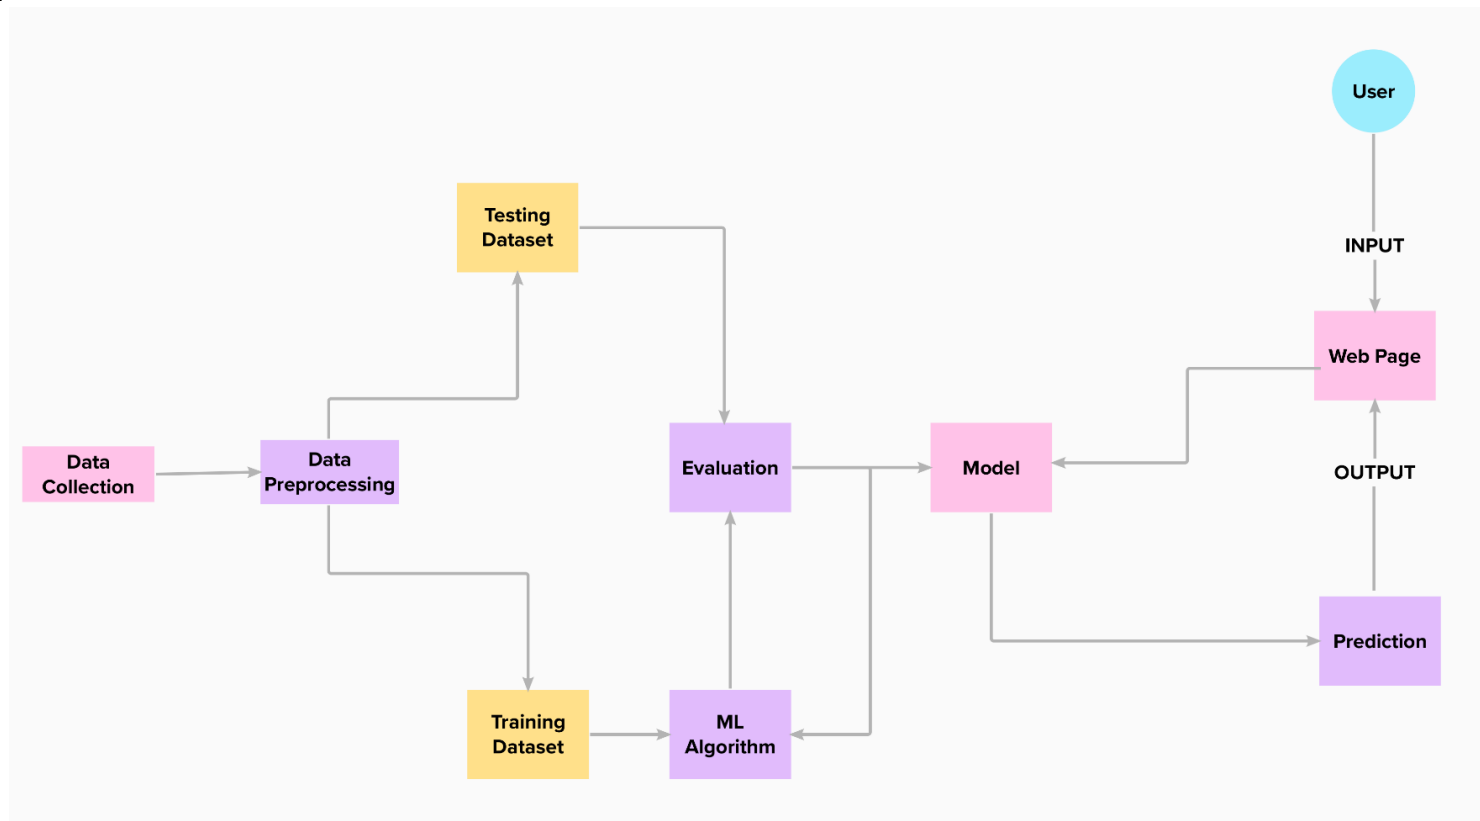 User
INPUT
Web Page
OUTPUT
Testing
Dataset
Data
Collection
Data
Preprocessing
Evaluation
Model
Prediction
Training
Dataset
ML
Algorithm